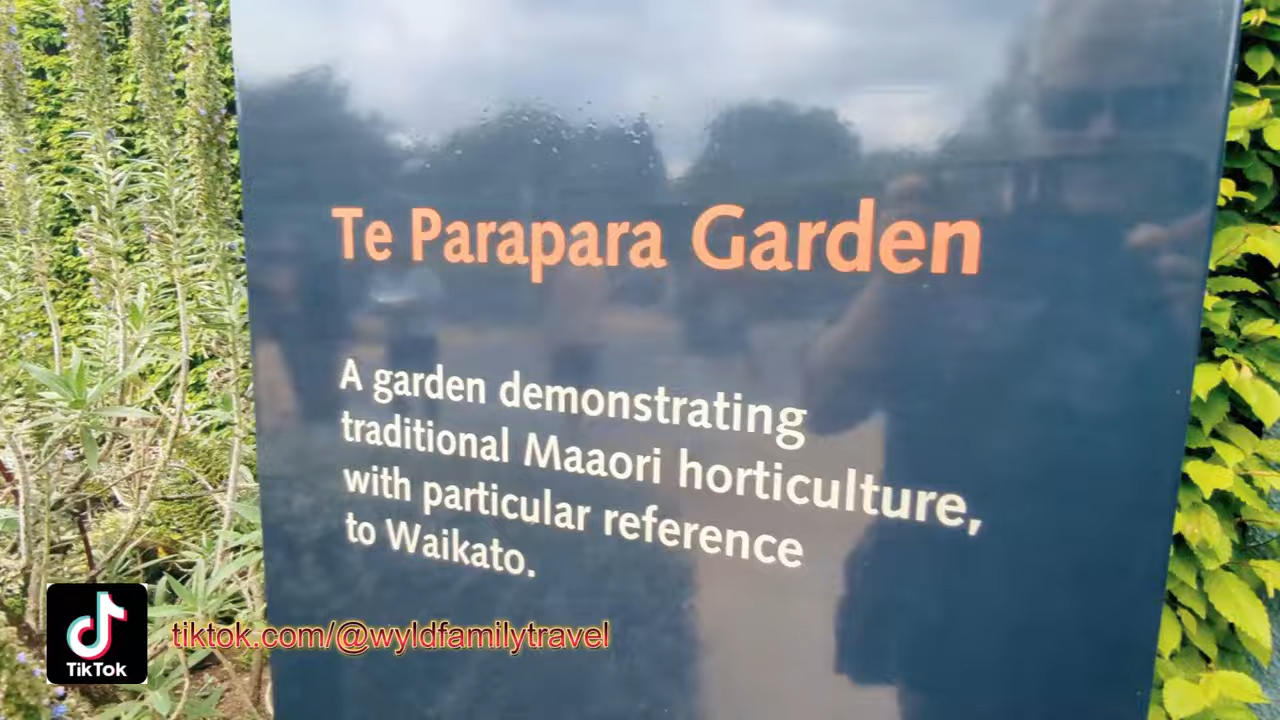 Te Parapara Garden
A garden demonstrating
traditional Maaori horticulture,
with particular reference
to Waikato.
TikTok
tiktok.com/@wyldfamilytravel